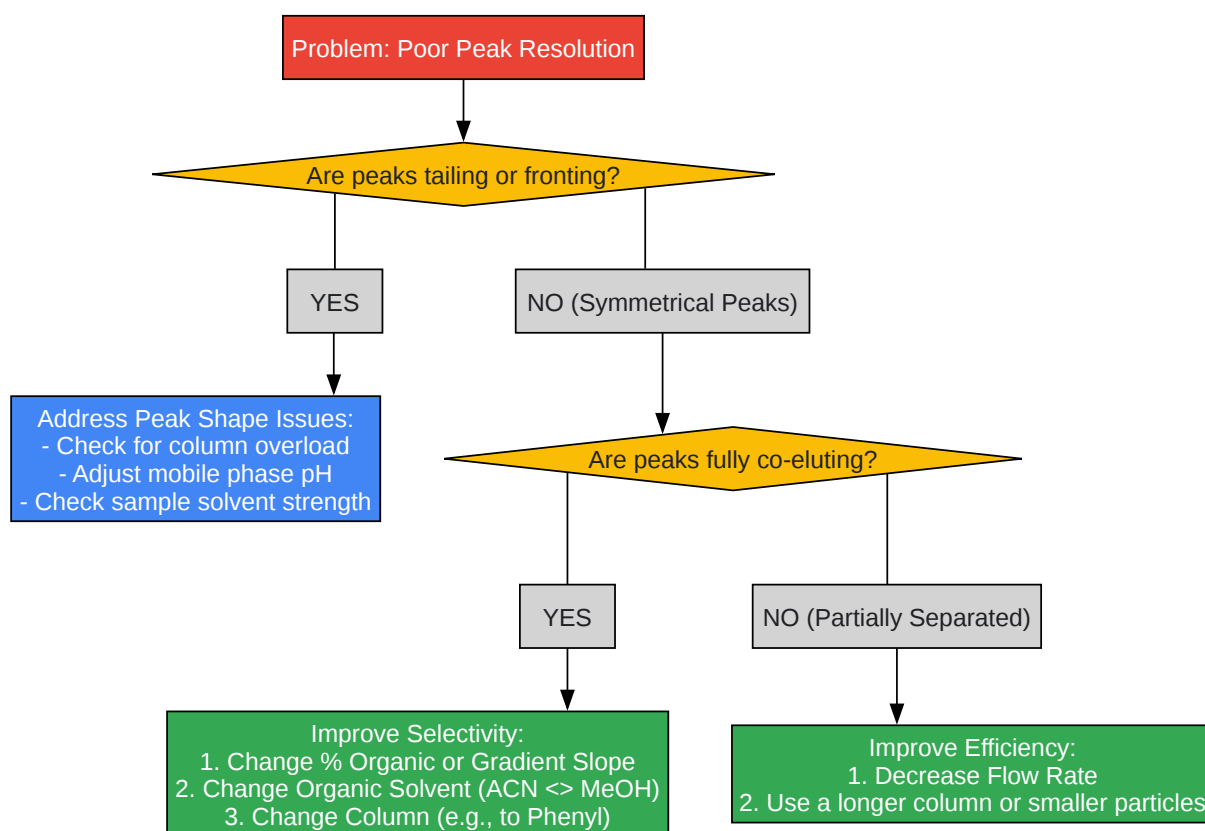 Problem: Poor Peak Resolution
Are peaks tailing or fronting?
YES
NO (Symmetrical Peaks)
Address Peak Shape Issues:
- Check for column overload
- Adjust mobile phase pH
- Check sample solvent strength
Are peaks fully co-eluting?
YES
NO (Partially Separated)
Improve Selectivity:
1. Change % Organic or Gradient Slope
2. Change Organic Solvent (ACN <> MeOH)
3. Change Column (e.g., to Phenyl)
Improve Efficiency:
1. Decrease Flow Rate
2. Use a longer column or smaller particles